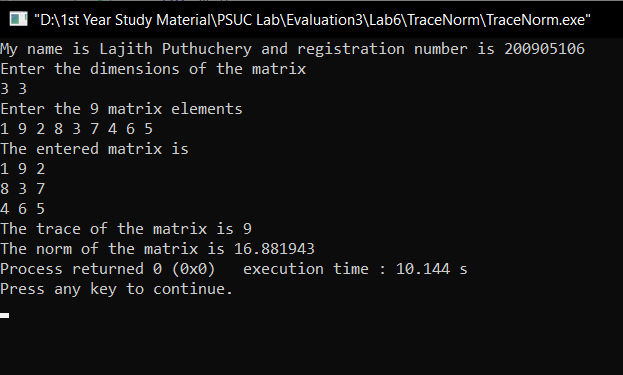 "D:\1st Year Study Material\PSUC Lab\Evaluation3\Lab6\TraceNorm\TraceNorm.exe"
My name is Lajith Puthuchery and registration number is 200905106
Enter the dimensions of the matrix
3 3
Enter the 9 matrix elements
1 9 2 8 3 7 4 6 5
The entered matrix is
1 9 2
8 3 7
4 6 5
The trace of the matrix is 9
The norm of the matrix is 16.881943
Process returned 0 (0x0)   execution time : 10.144 s
Press any key to continue.